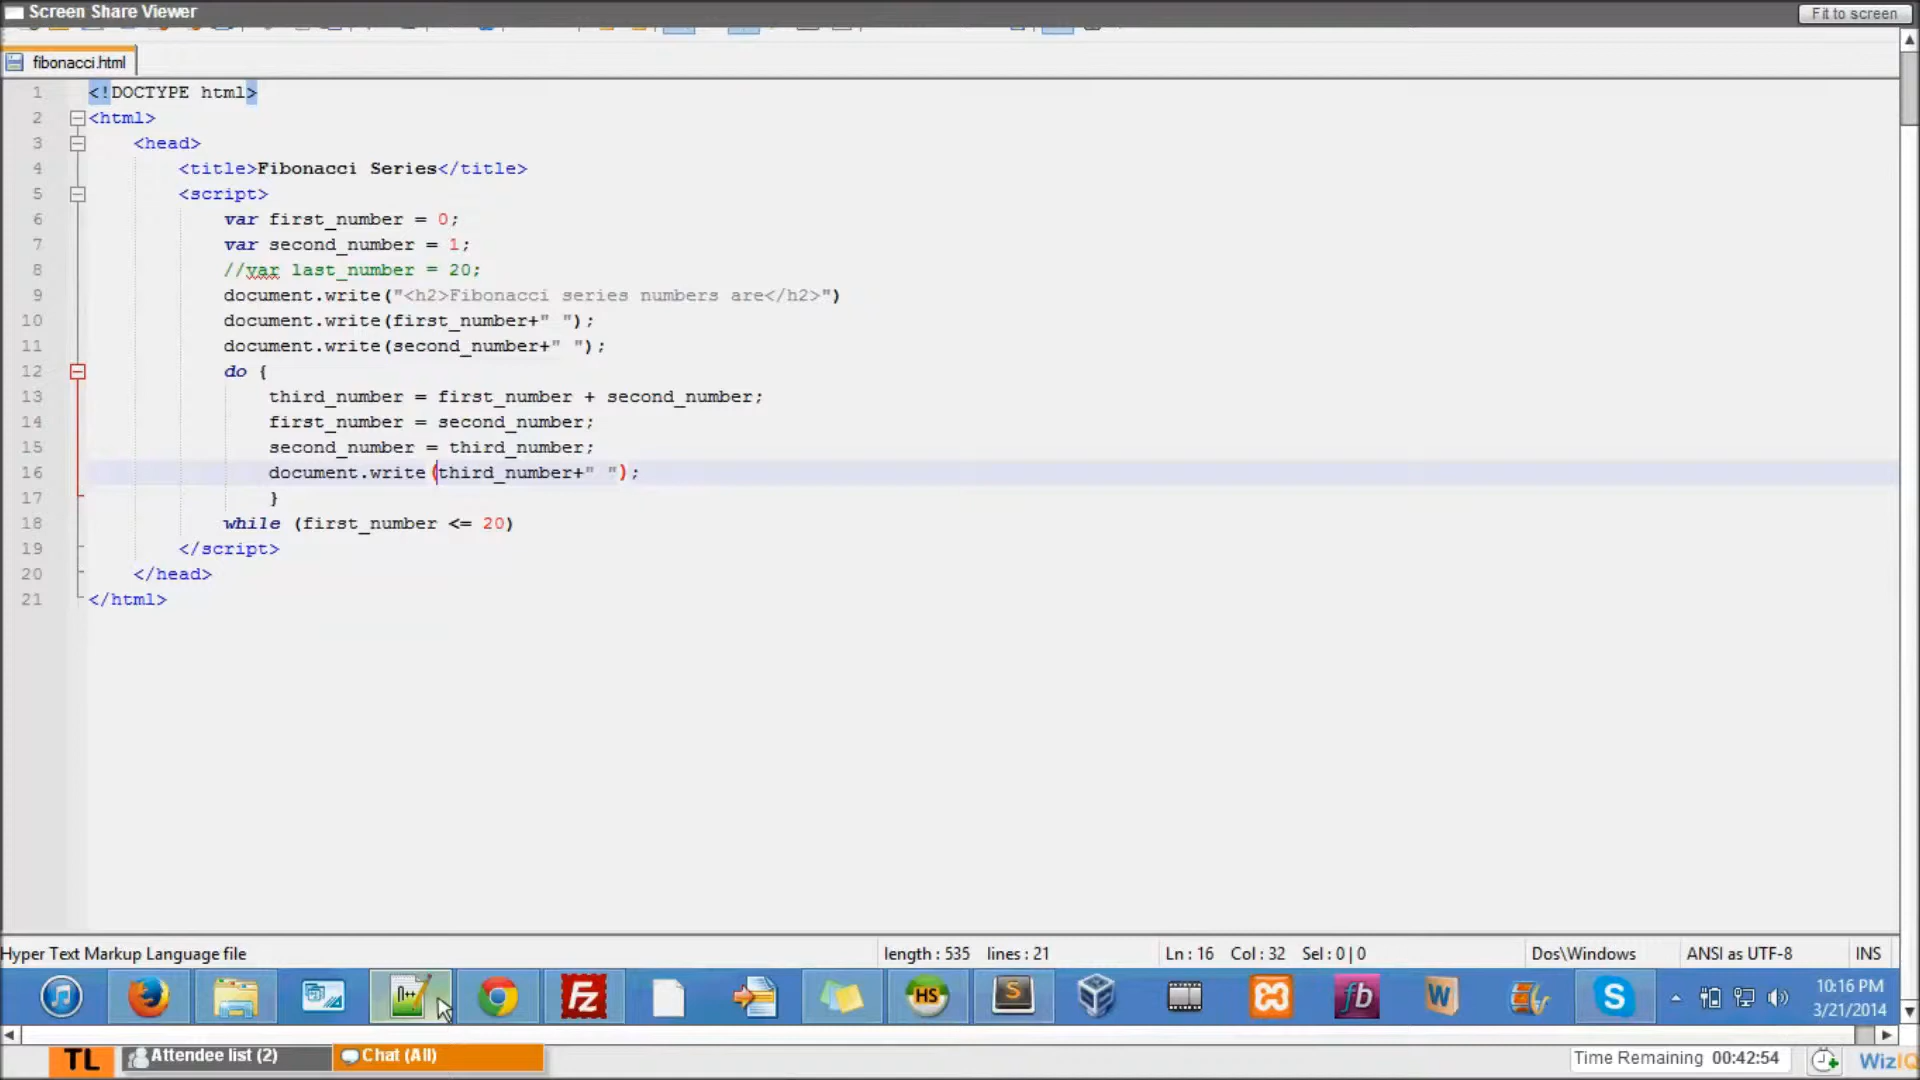 Screen Share Viewer
Fit to screen
fibonacci.html
1 <!DOCTYPE html>
2 <html>
3 <head>
4 <title>Fibonacci Series</title>
5 <script>
6 var first_number = 0;
7 var second_number = 1;
8 //var last_number = 20;
9 document.write("<h2>Fibonacci series numbers are</h2>")
10 document.write(first_number+" ");
11 document.write(second_number+" ");
12 do {
13 third_number = first_number + second_number;
14 first_number = second_number;
15 second_number = third_number;
16 document.write(third_number+" ");
17 }
18 while (first_number <= 20)
19 </script>
20 </head>
21 </html>
Hyper Text Markup Language file length : 535 lines : 21 Ln : 16 Col : 32 Sel : 0 | 0 Dos\Windows ANSI as UTF-8 INS
n++ Fz HS S fb W S
10:16 PM
3/21/2014
TL Attendee list (2) Chat (All) Time Remaining 00:42:54 WizIQ